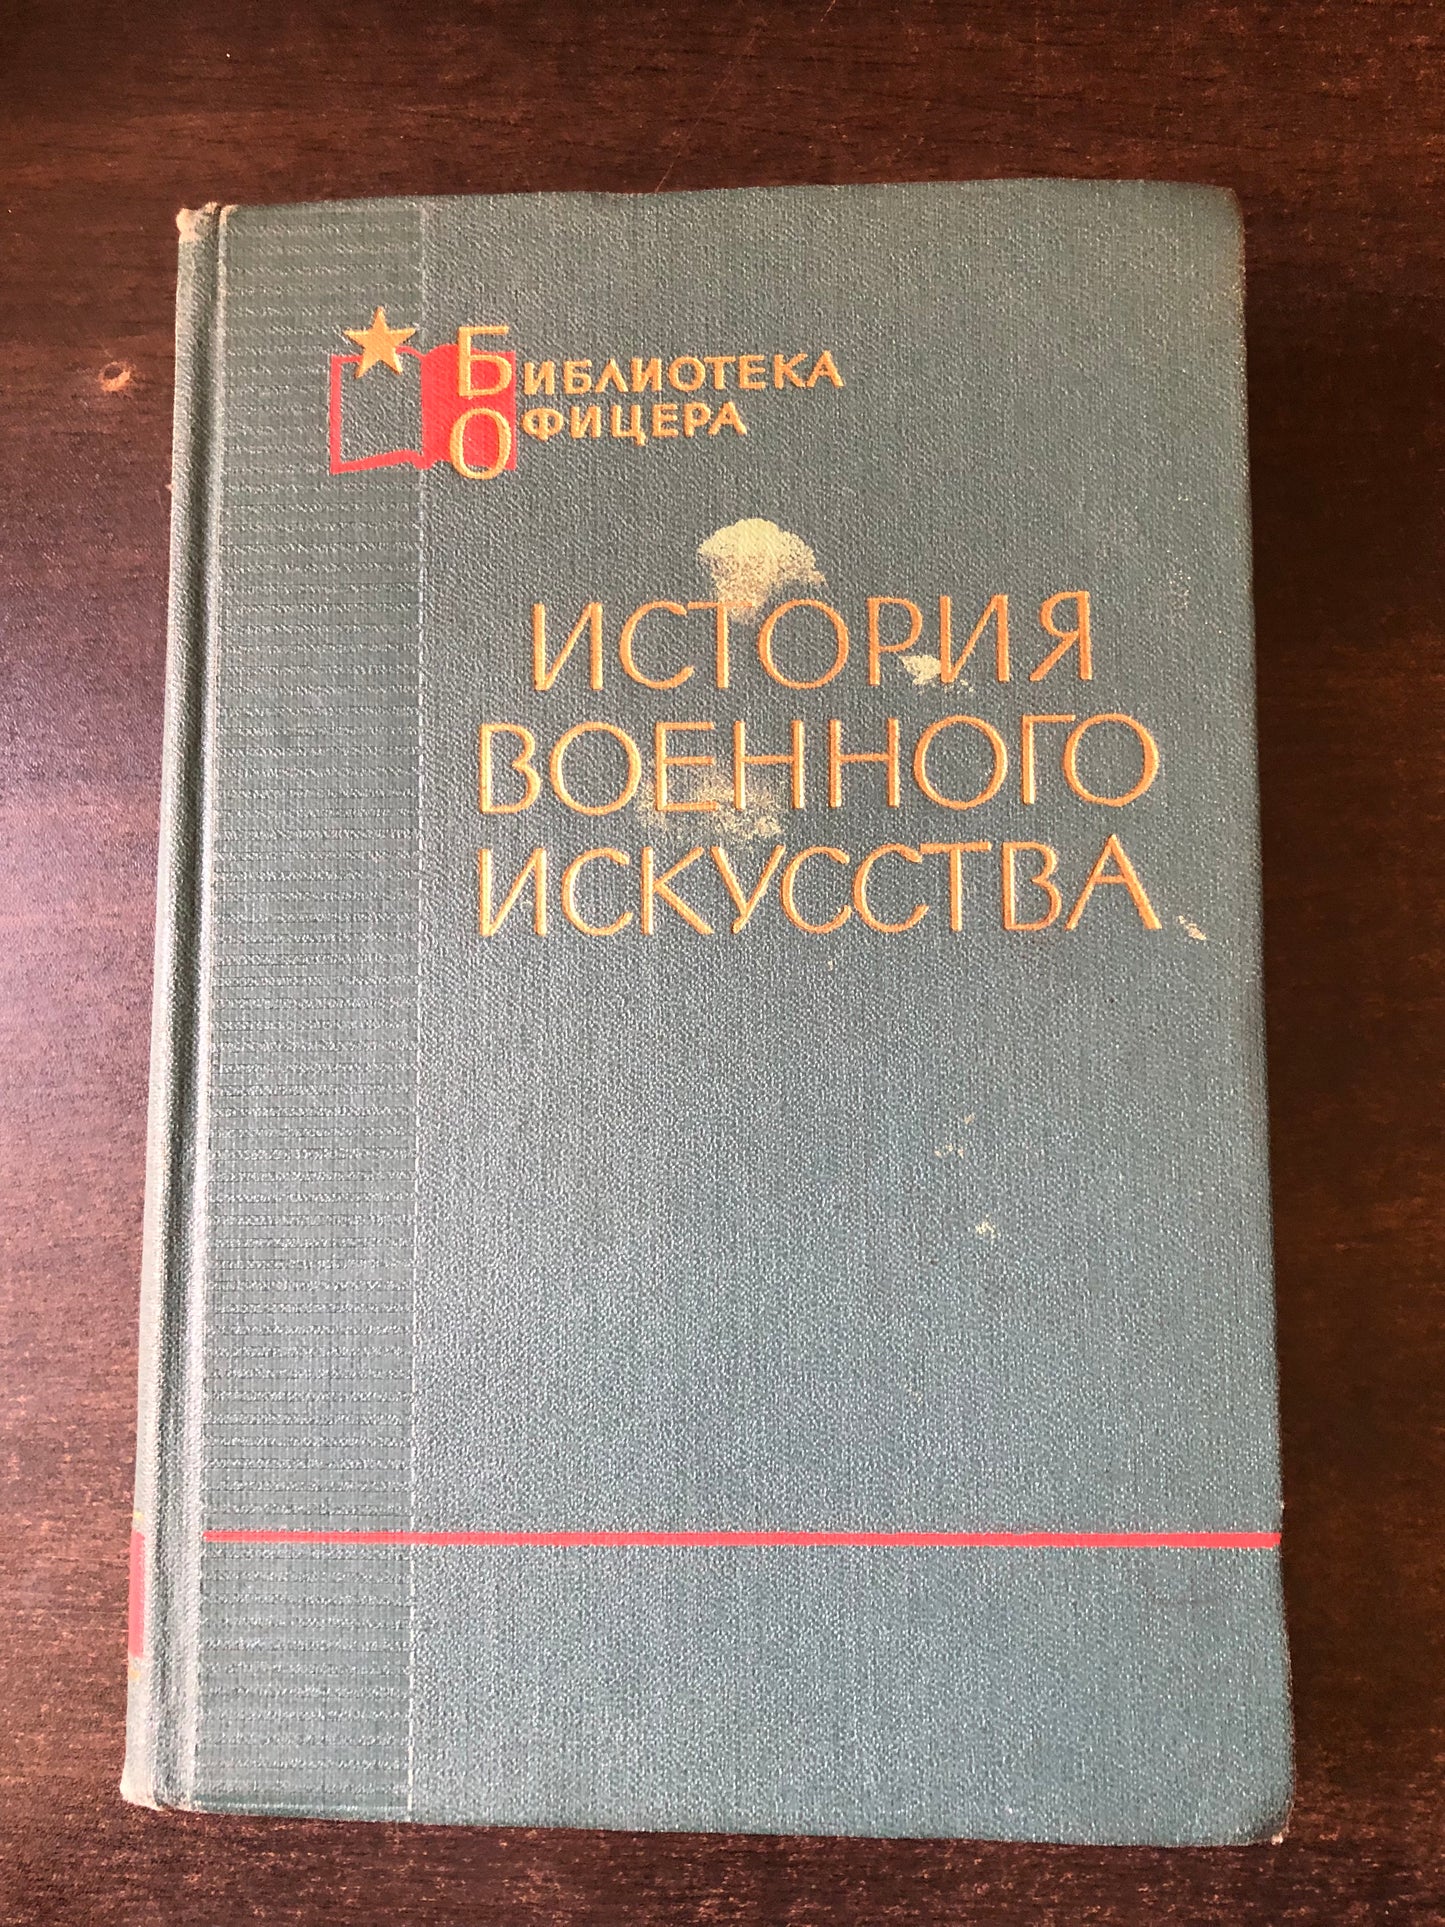 БИБЛИОТЕКА
ОФИЦЕРА
ИСТОРИЯ
ВОЕННОГО
ИСКУССТВА